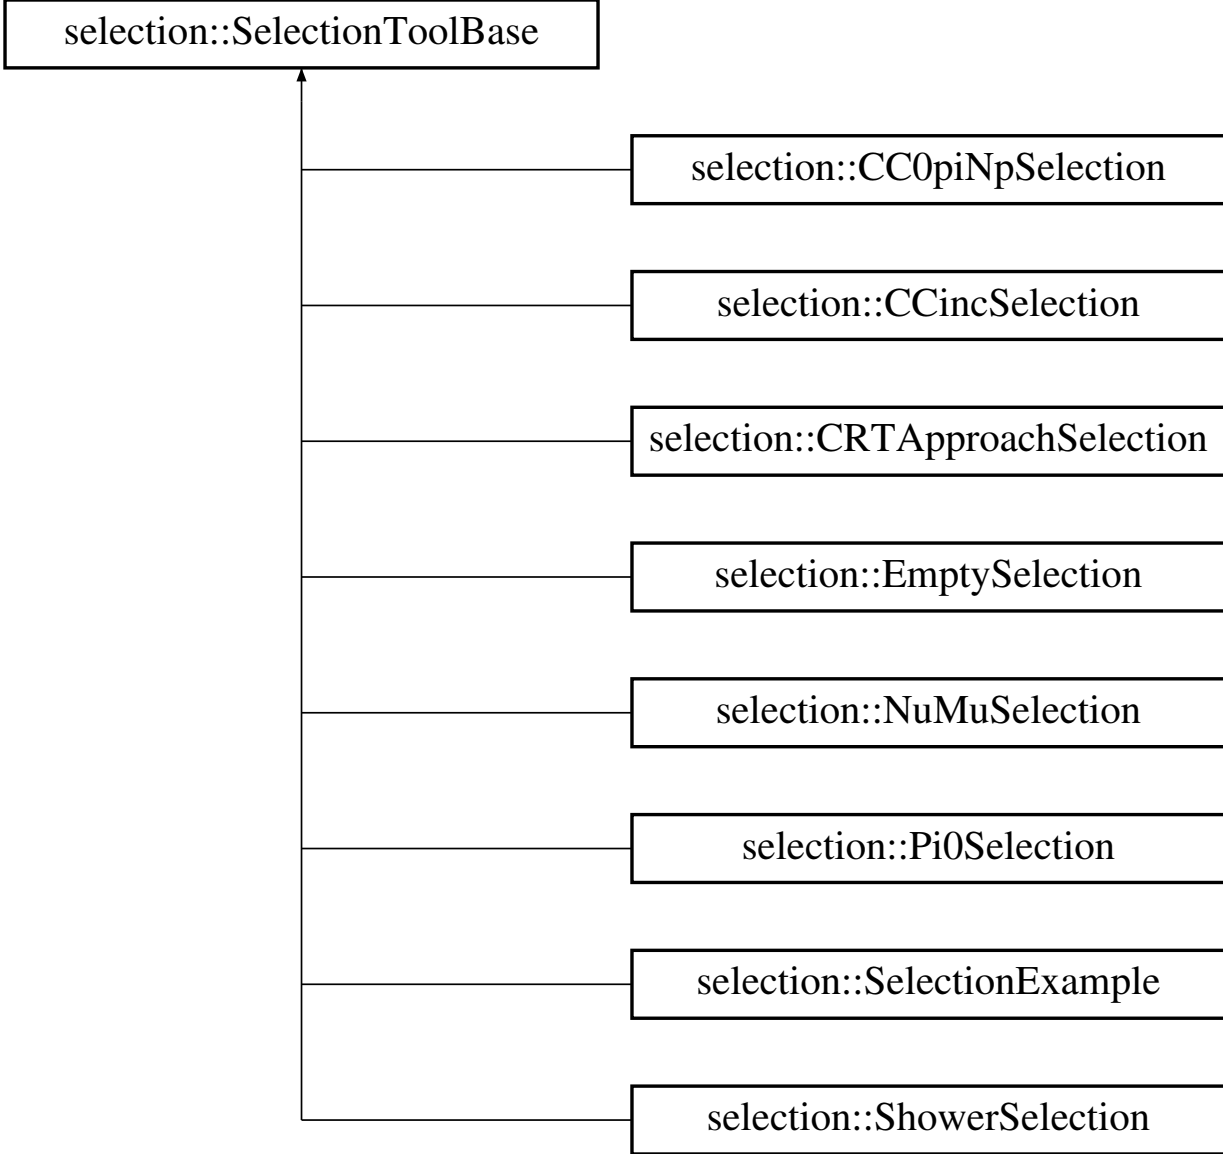 selection::SelectionToolBase
selection::CC0piNpSelection
selection::CCincSelection
selection::CRTApproachSelection
selection::EmptySelection
selection::NuMuSelection
selection::Pi0Selection
selection::SelectionExample
selection::ShowerSelection